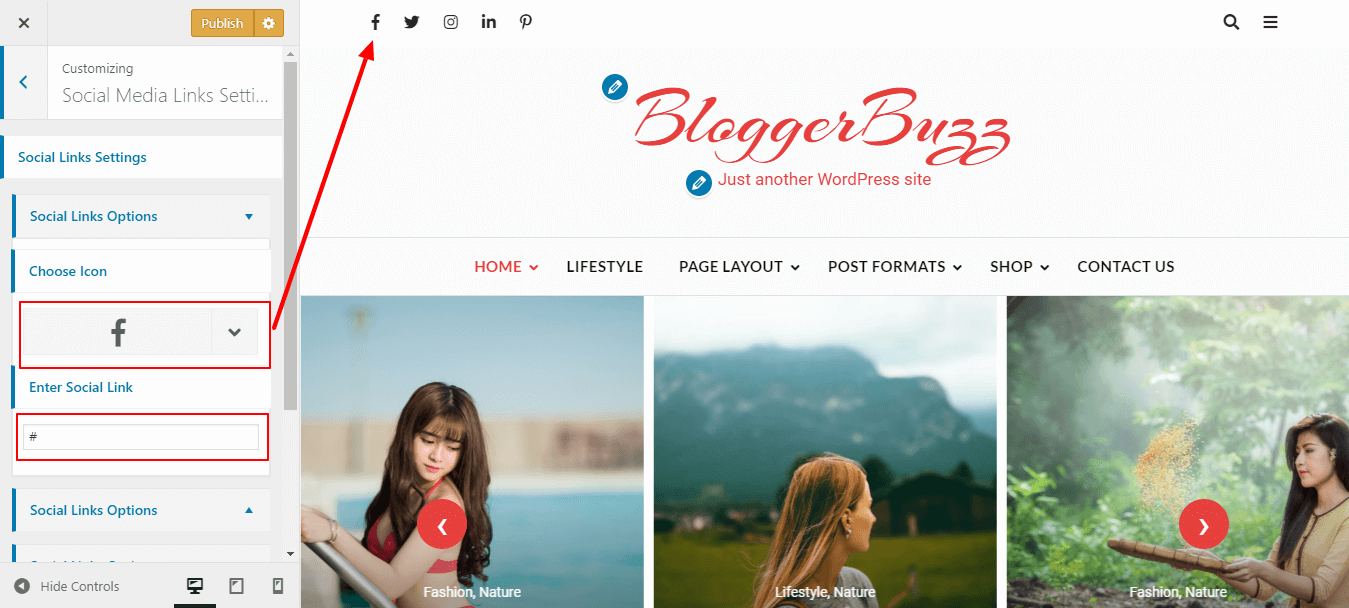 Publish
Customizing
Social Media Links Setti...
Social Links Settings
Social Links Options
Choose Icon
Enter Social Link
#
Social Links Options
Hide Controls
BloggerBuzz
Just another WordPress site
HOME LIFESTYLE PAGE LAYOUT POST FORMATS SHOP CONTACT US
Fashion, Nature
Lifestyle, Nature
Fashion, Nature